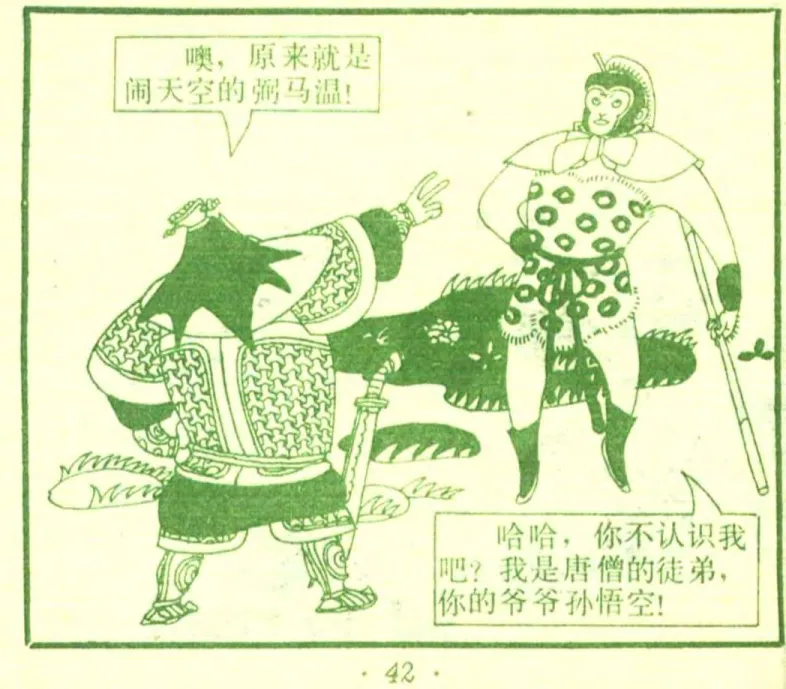 噢，原来就是
闹天空的弼马温！
哈哈，你不认识我
吧？我是唐僧的徒弟，
你的爷爷孙悟空！
· 42 ·